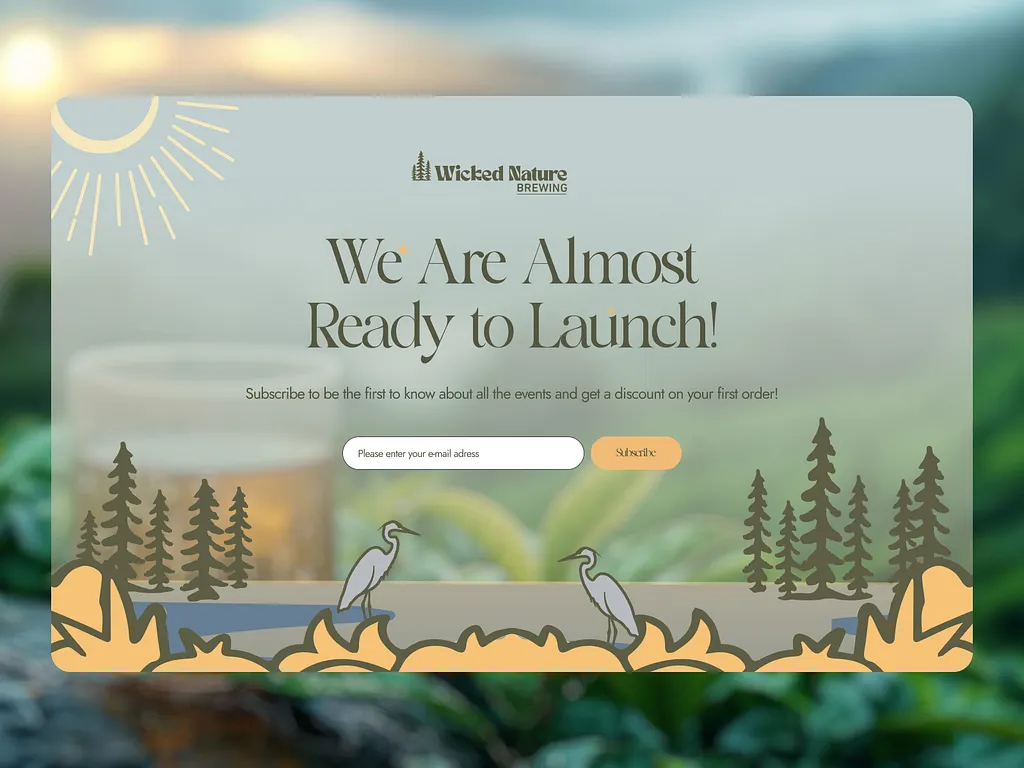 Wicked Nature
BREWING
We Are Almost
Ready to Launch!
Subscribe to be the first to know about all the events and get a discount on your first order!
Please enter your e-mail adress
Subscribe